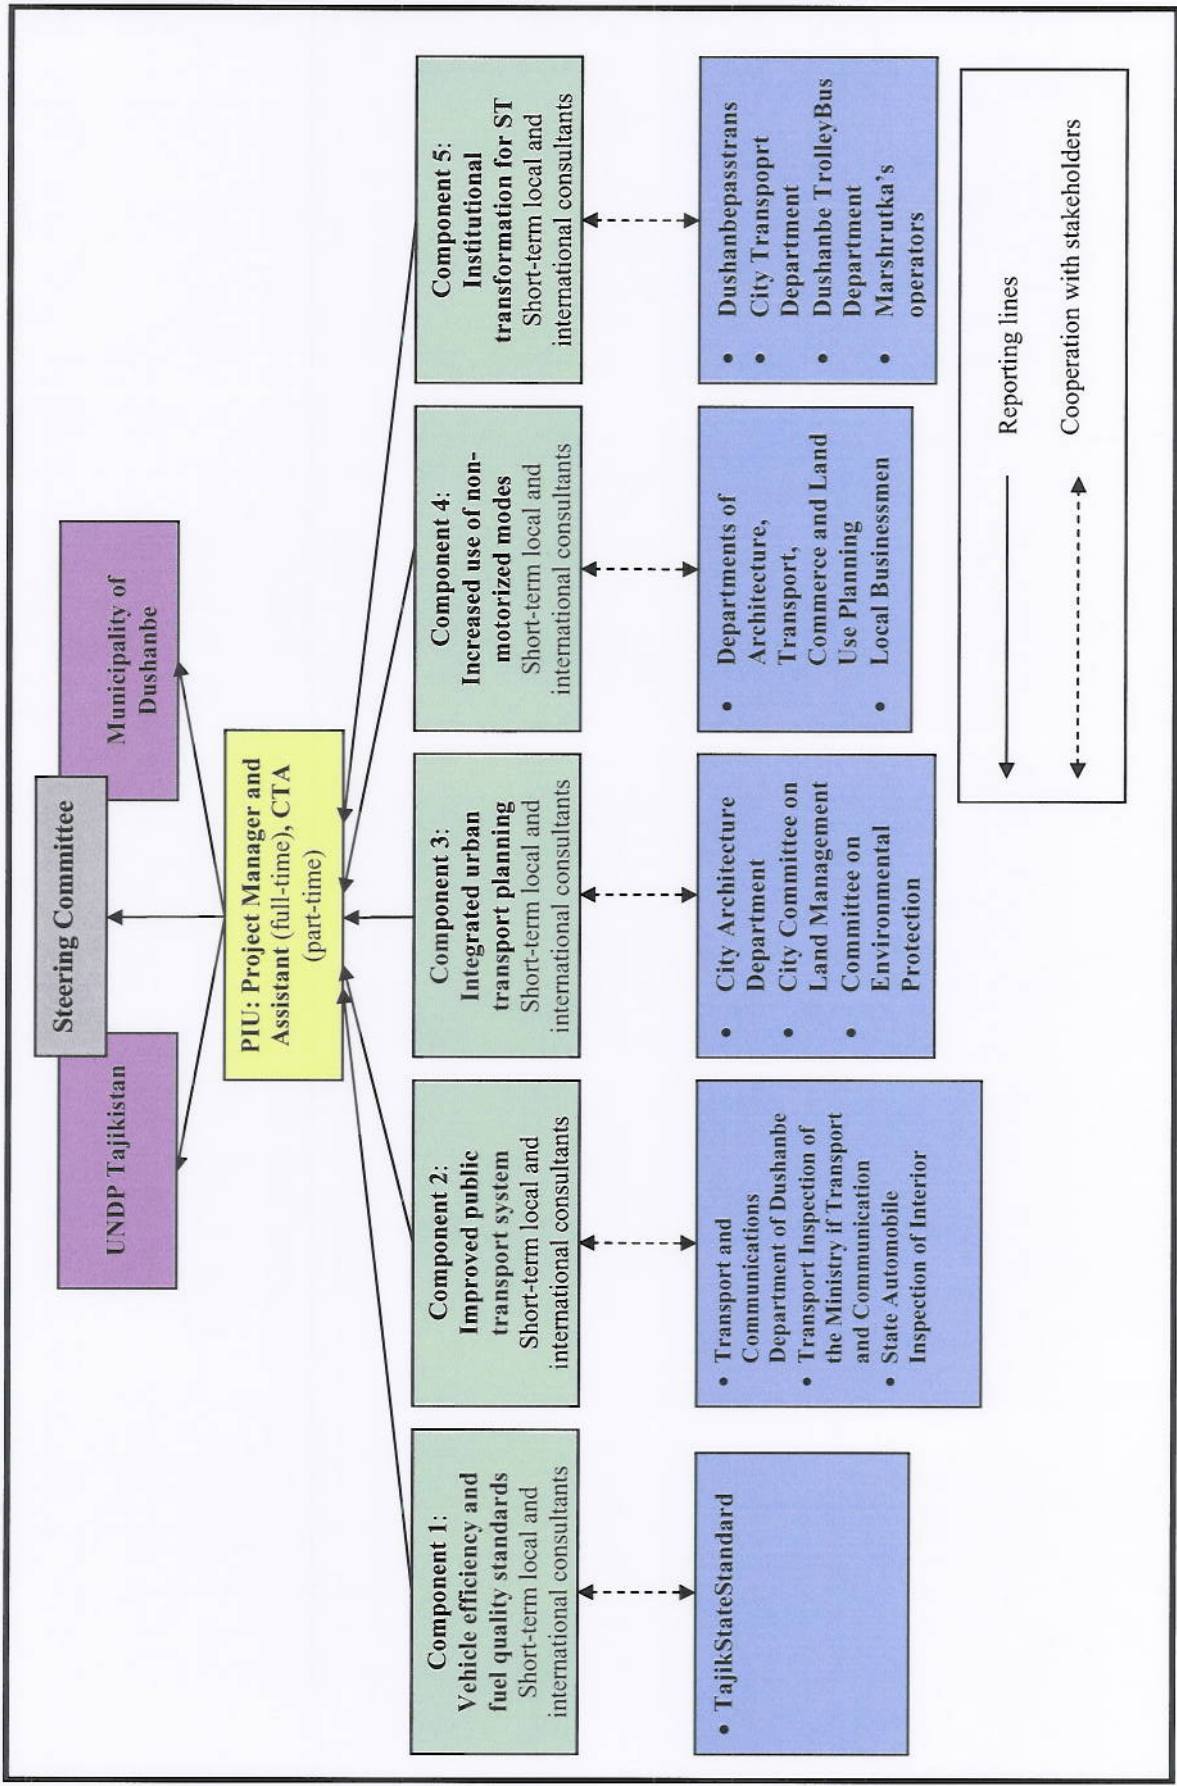 Steering Committee
UNDP Tajikistan
Municipality of
Dushanbe
PIU: Project Manager and
Assistant (full-time), CTA
(part-time)
Component 1:
Vehicle efficiency and
fuel quality standards
Short-term local and
international consultants
Component 2:
Improved public
transport system
Short-term local and
international consultants
Component 3:
Integrated urban
transport planning
Short-term local and
international consultants
Component 4:
Increased use of non-
motorized modes
Short-term local and
international consultants
Component 5:
Institutional
transformation for ST
Short-term local and
international consultants
• TajikStateStandard
• Transport and
Communications
Department of Dushanbe
• Transport Inspection of
the Ministry if Transport
and Communication
• State Automobile
Inspection of Interior
• City Architecture
Department
• City Committee on
Land Management
• Committee on
Environmental
Protection
• Departments of
Architecture,
Transport,
Commerce and Land
Use Planning
• Local Businessmen
• Dushanbepasstrans
• City Transpoprt
Department
• Dushanbe TrolleyBus
Department
• Marshrutka's
operators
Reporting lines
Cooperation with stakeholders